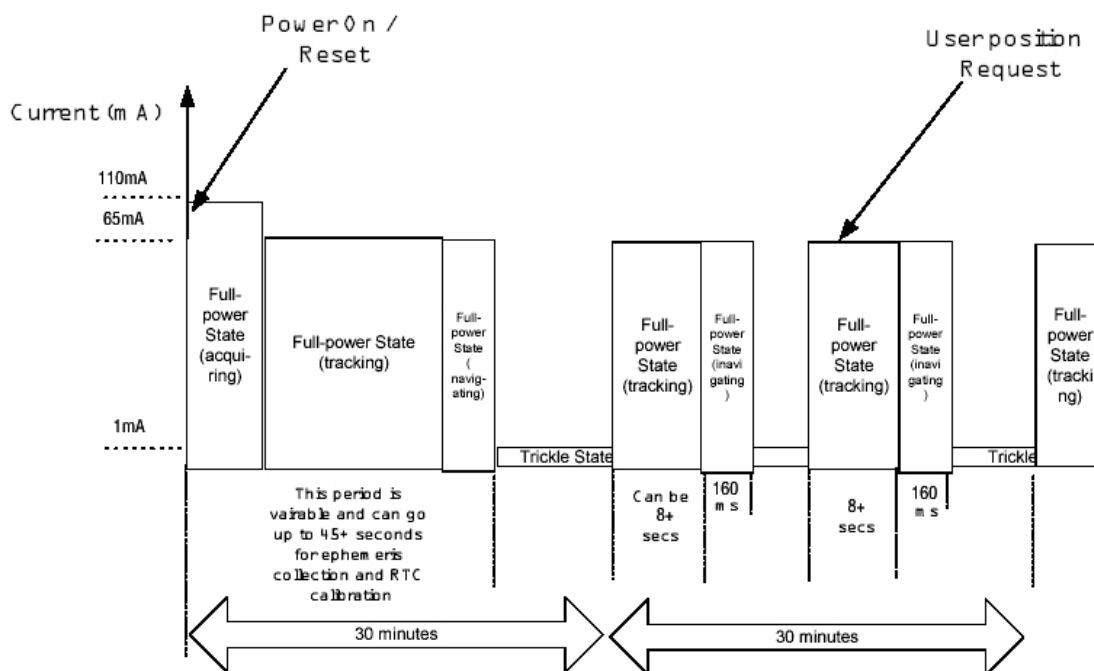 Power On /
Reset
User position
Request
Current (mA)
110mA
65mA
1mA
Full-
power
State
(acqui-
ring)
Full-power State
(tracking)
Full-
power
State
(
navig-
ating)
Trickle State
Full-
power
State
(tracking)
Full-
power
State
(inavi
gating
)
Full-
power
State
(tracking)
Full-
power
State
(inavi
gating
)
Trickle
Full-
power
State
(tracki
ng)
This period is
vairable and can go
up to 45+ seconds
for ephemeris
collection and RTC
calibration
Can be
8+
secs
160
ms
8+
secs
160
ms
30 minutes
30 minutes